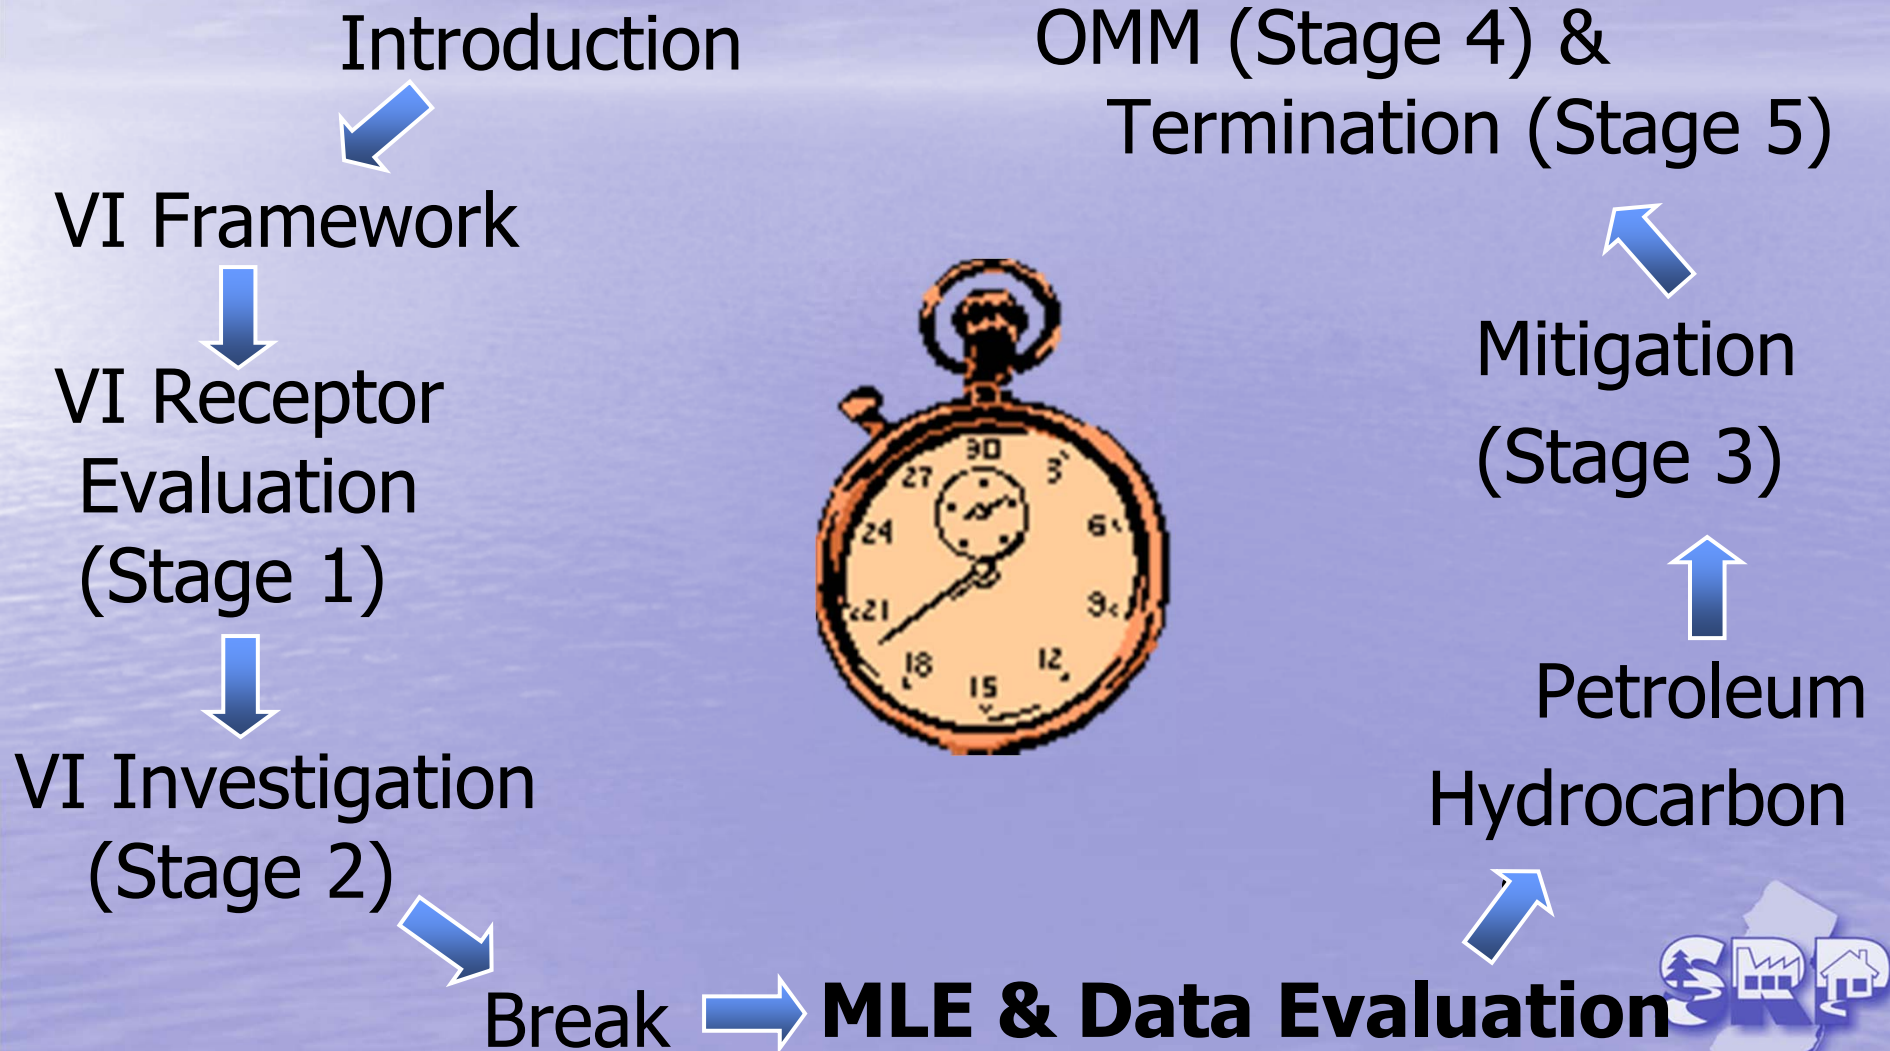 Introduction
VI Framework
VI Receptor
Evaluation
(Stage 1)
VI Investigation
(Stage 2)
Break
MLE & Data Evaluation
Petroleum
Hydrocarbon
Mitigation
(Stage 3)
OMM (Stage 4) &
Termination (Stage 5)
30
3
6
9
12
15
18
21
24
27
SRP